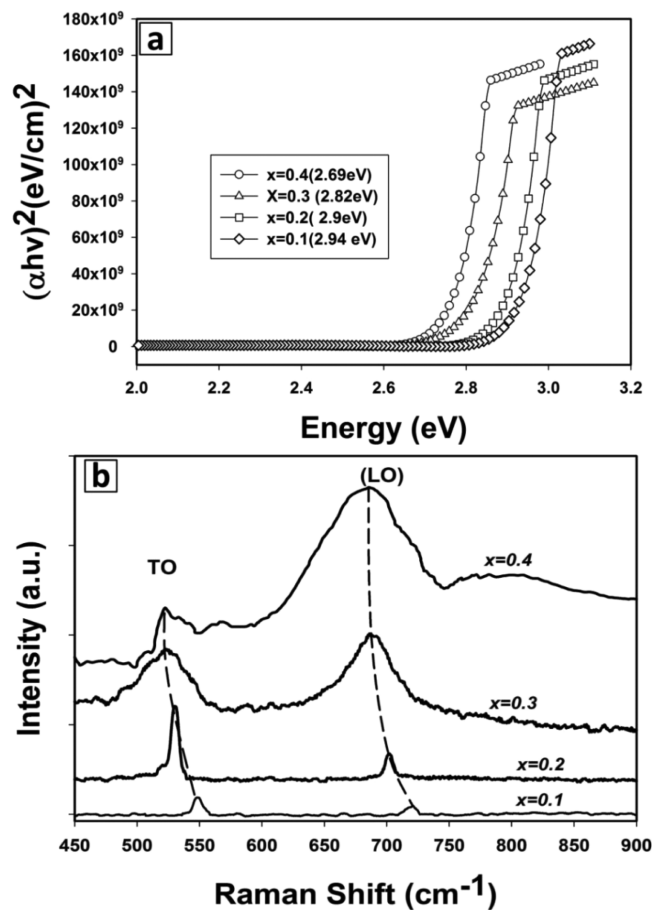 a
180x10⁹
160x10⁹
140x10⁹
120x10⁹
100x10⁹
80x10⁹
60x10⁹
40x10⁹
20x10⁹
0
(αhν)²(eV/cm)²
x=0.4(2.69eV)
X=0.3 (2.82eV)
x=0.2( 2.9eV)
x=0.1(2.94 eV)
2.0 2.2 2.4 2.6 2.8 3.0 3.2
Energy (eV)
b
(LO)
TO
x=0.4
x=0.3
x=0.2
x=0.1
Intensity (a.u.)
450 500 550 600 650 700 750 800 850 900
Raman Shift (cm⁻¹)